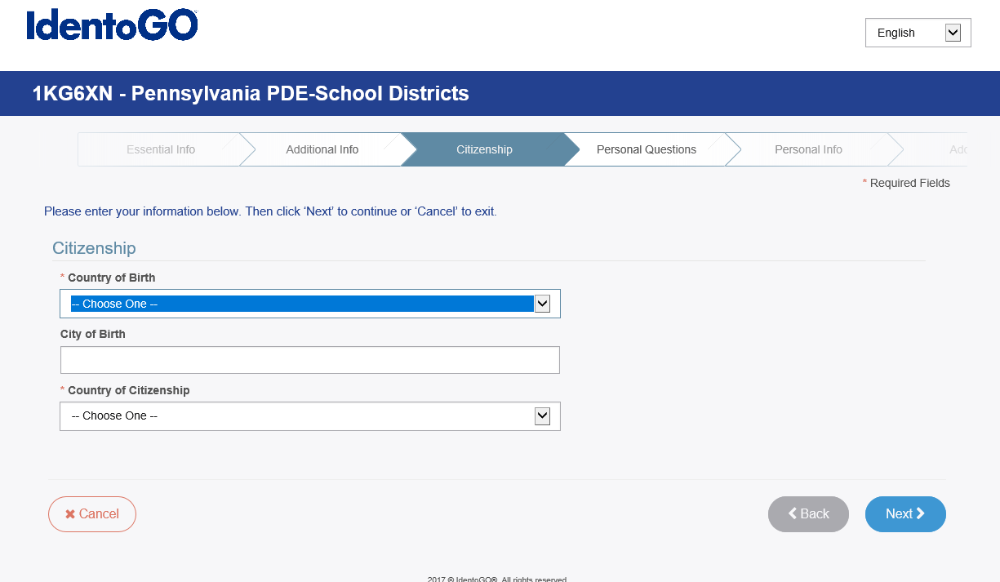 IdentoGO
English
1KG6XN - Pennsylvania PDE-School Districts
Essential Info
Additional Info
Citizenship
Personal Questions
Personal Info
* Required Fields
Please enter your information below. Then click ‘Next’ to continue or ‘Cancel’ to exit.
Citizenship
* Country of Birth
-- Choose One --
City of Birth
* Country of Citizenship
-- Choose One --
Cancel
Back
Next
2017 © IdentoGO®. All rights reserved.